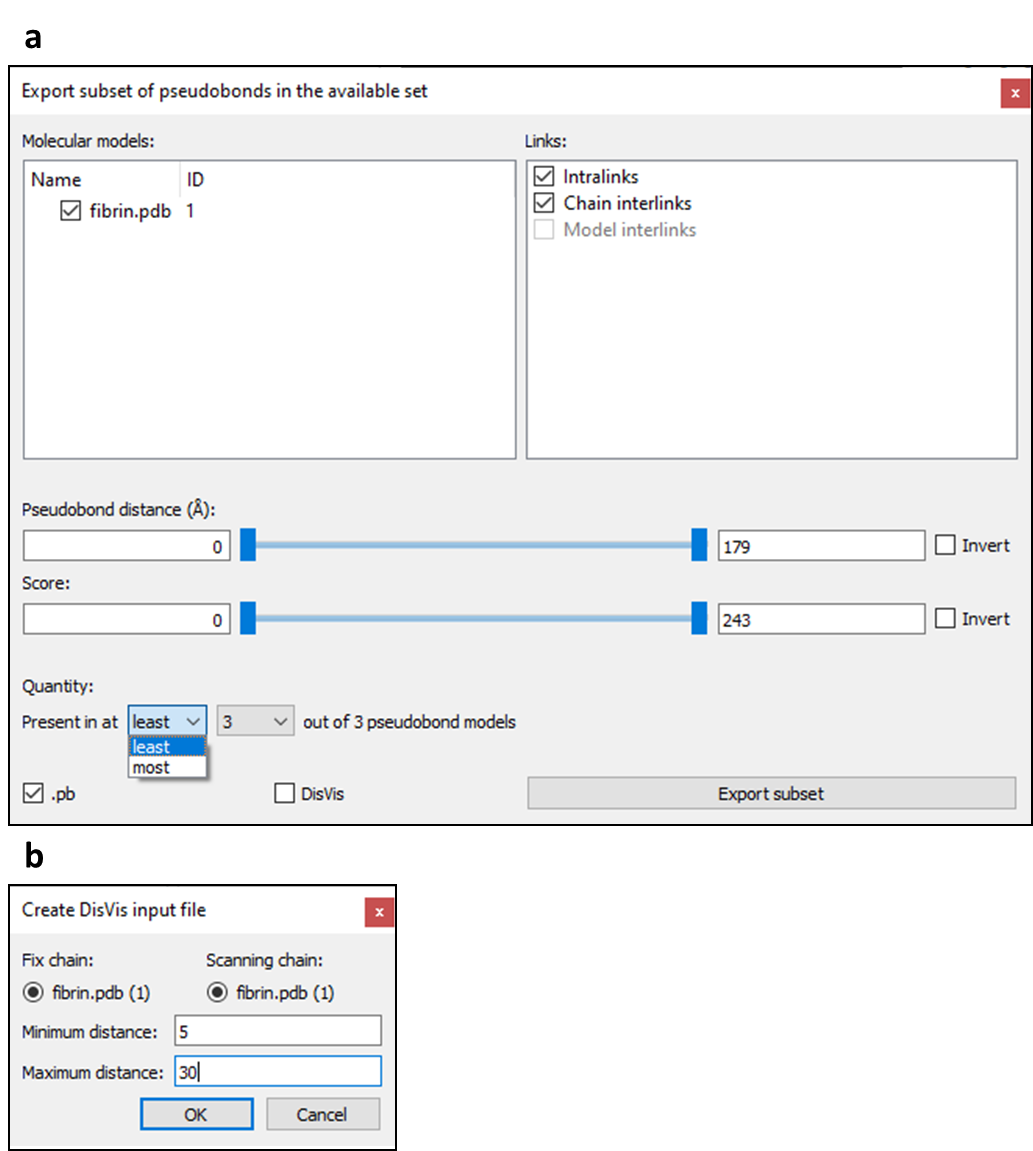 a
Export subset of pseudobonds in the available set
x
Molecular models:
Links:
Name ID
fibrin.pdb 1
Intralinks
Chain interlinks
Model interlinks
Pseudobond distance (Å):
0 179 Invert
Score:
0 243 Invert
Quantity:
Present in at least 3 out of 3 pseudobond models
least
most
.pb DisVis Export subset
b
Create DisVis input file
x
Fix chain: Scanning chain:
fibrin.pdb (1) fibrin.pdb (1)
Minimum distance: 5
Maximum distance: 30
OK Cancel